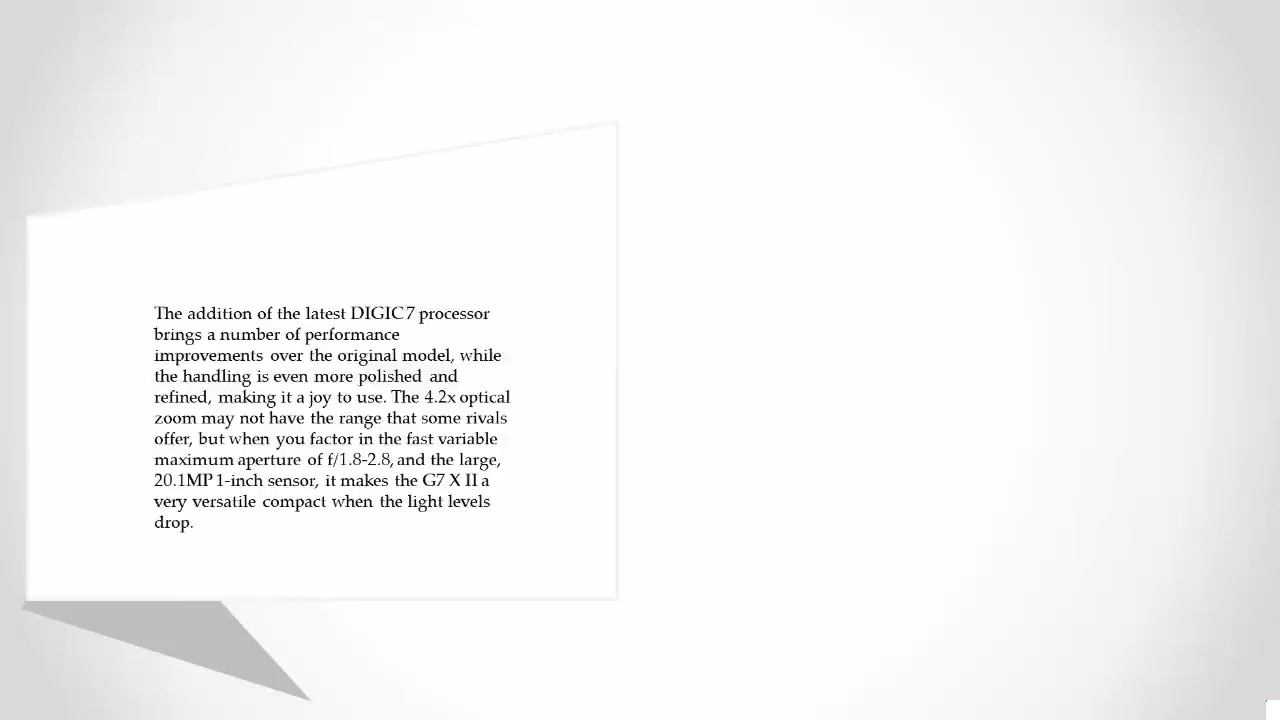 The addition of the latest DIGIC 7 processor
brings a number of performance
improvements over the original model, while
the handling is even more polished and
refined, making it a joy to use. The 4.2x optical
zoom may not have the range that some rivals
offer, but when you factor in the fast variable
maximum aperture of f/1.8-2.8, and the large,
20.1MP 1-inch sensor, it makes the G7 X II a
very versatile compact when the light levels
drop.